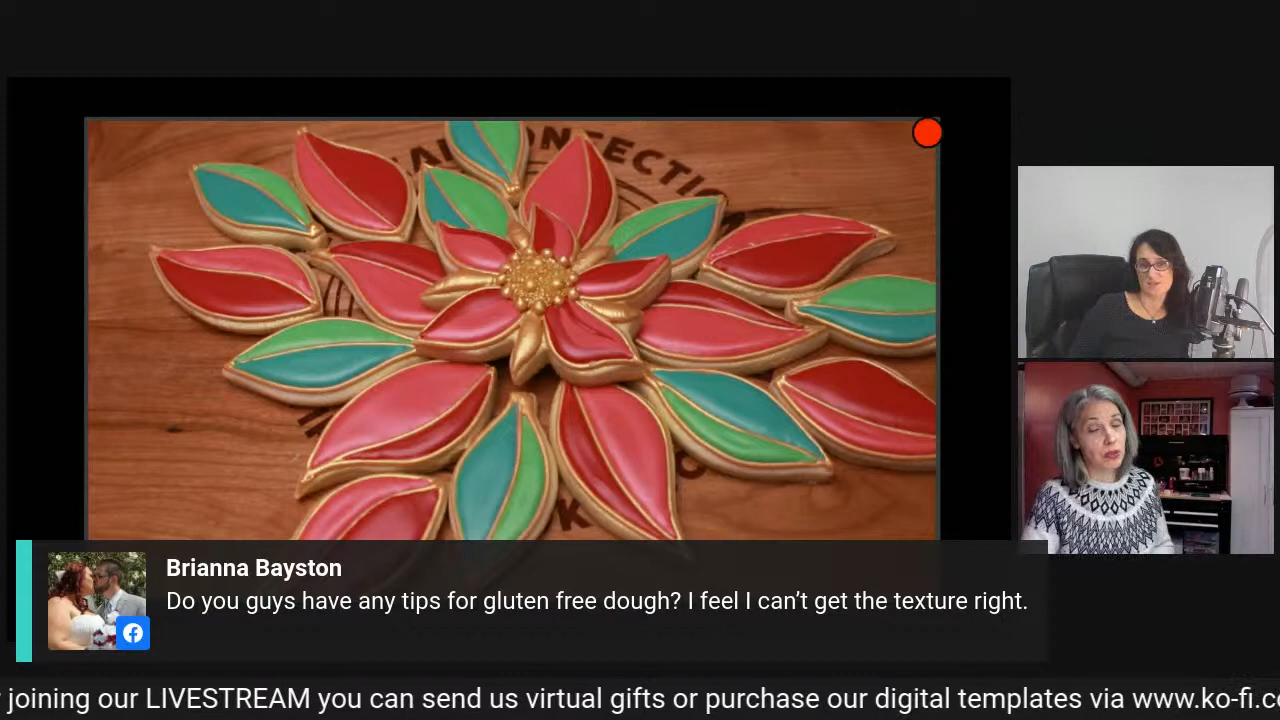 CONFECTIO
Brianna Bayston
Do you guys have any tips for gluten free dough? I feel I can’t get the texture right.
joining our LIVESTREAM you can send us virtual gifts or purchase our digital templates via www.ko-fi.c